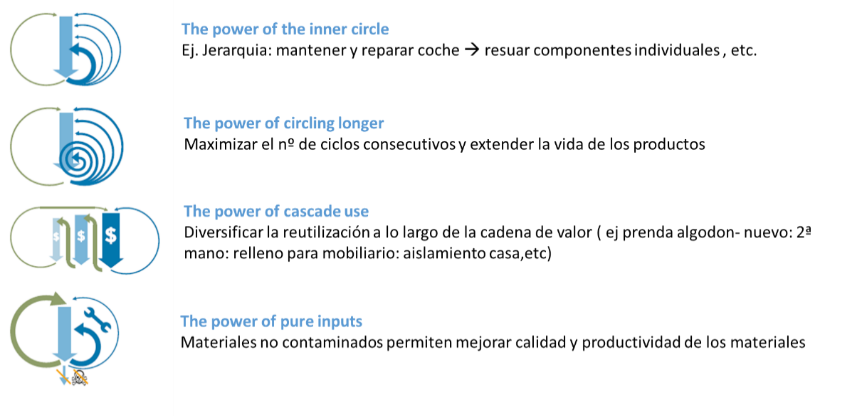 The power of the inner circle
Ej. Jerarquia: mantener y reparar coche → resuar componentes individuales , etc.
The power of circling longer
Maximizar el nº de ciclos consecutivos y extender la vida de los productos
The power of cascade use
Diversificar la reutilización a lo largo de la cadena de valor ( ej prenda algodon- nuevo: 2ª
mano: relleno para mobiliario: aislamiento casa,etc)
$ $ $
The power of pure inputs
Materiales no contaminados permiten mejorar calidad y productividad de los materiales